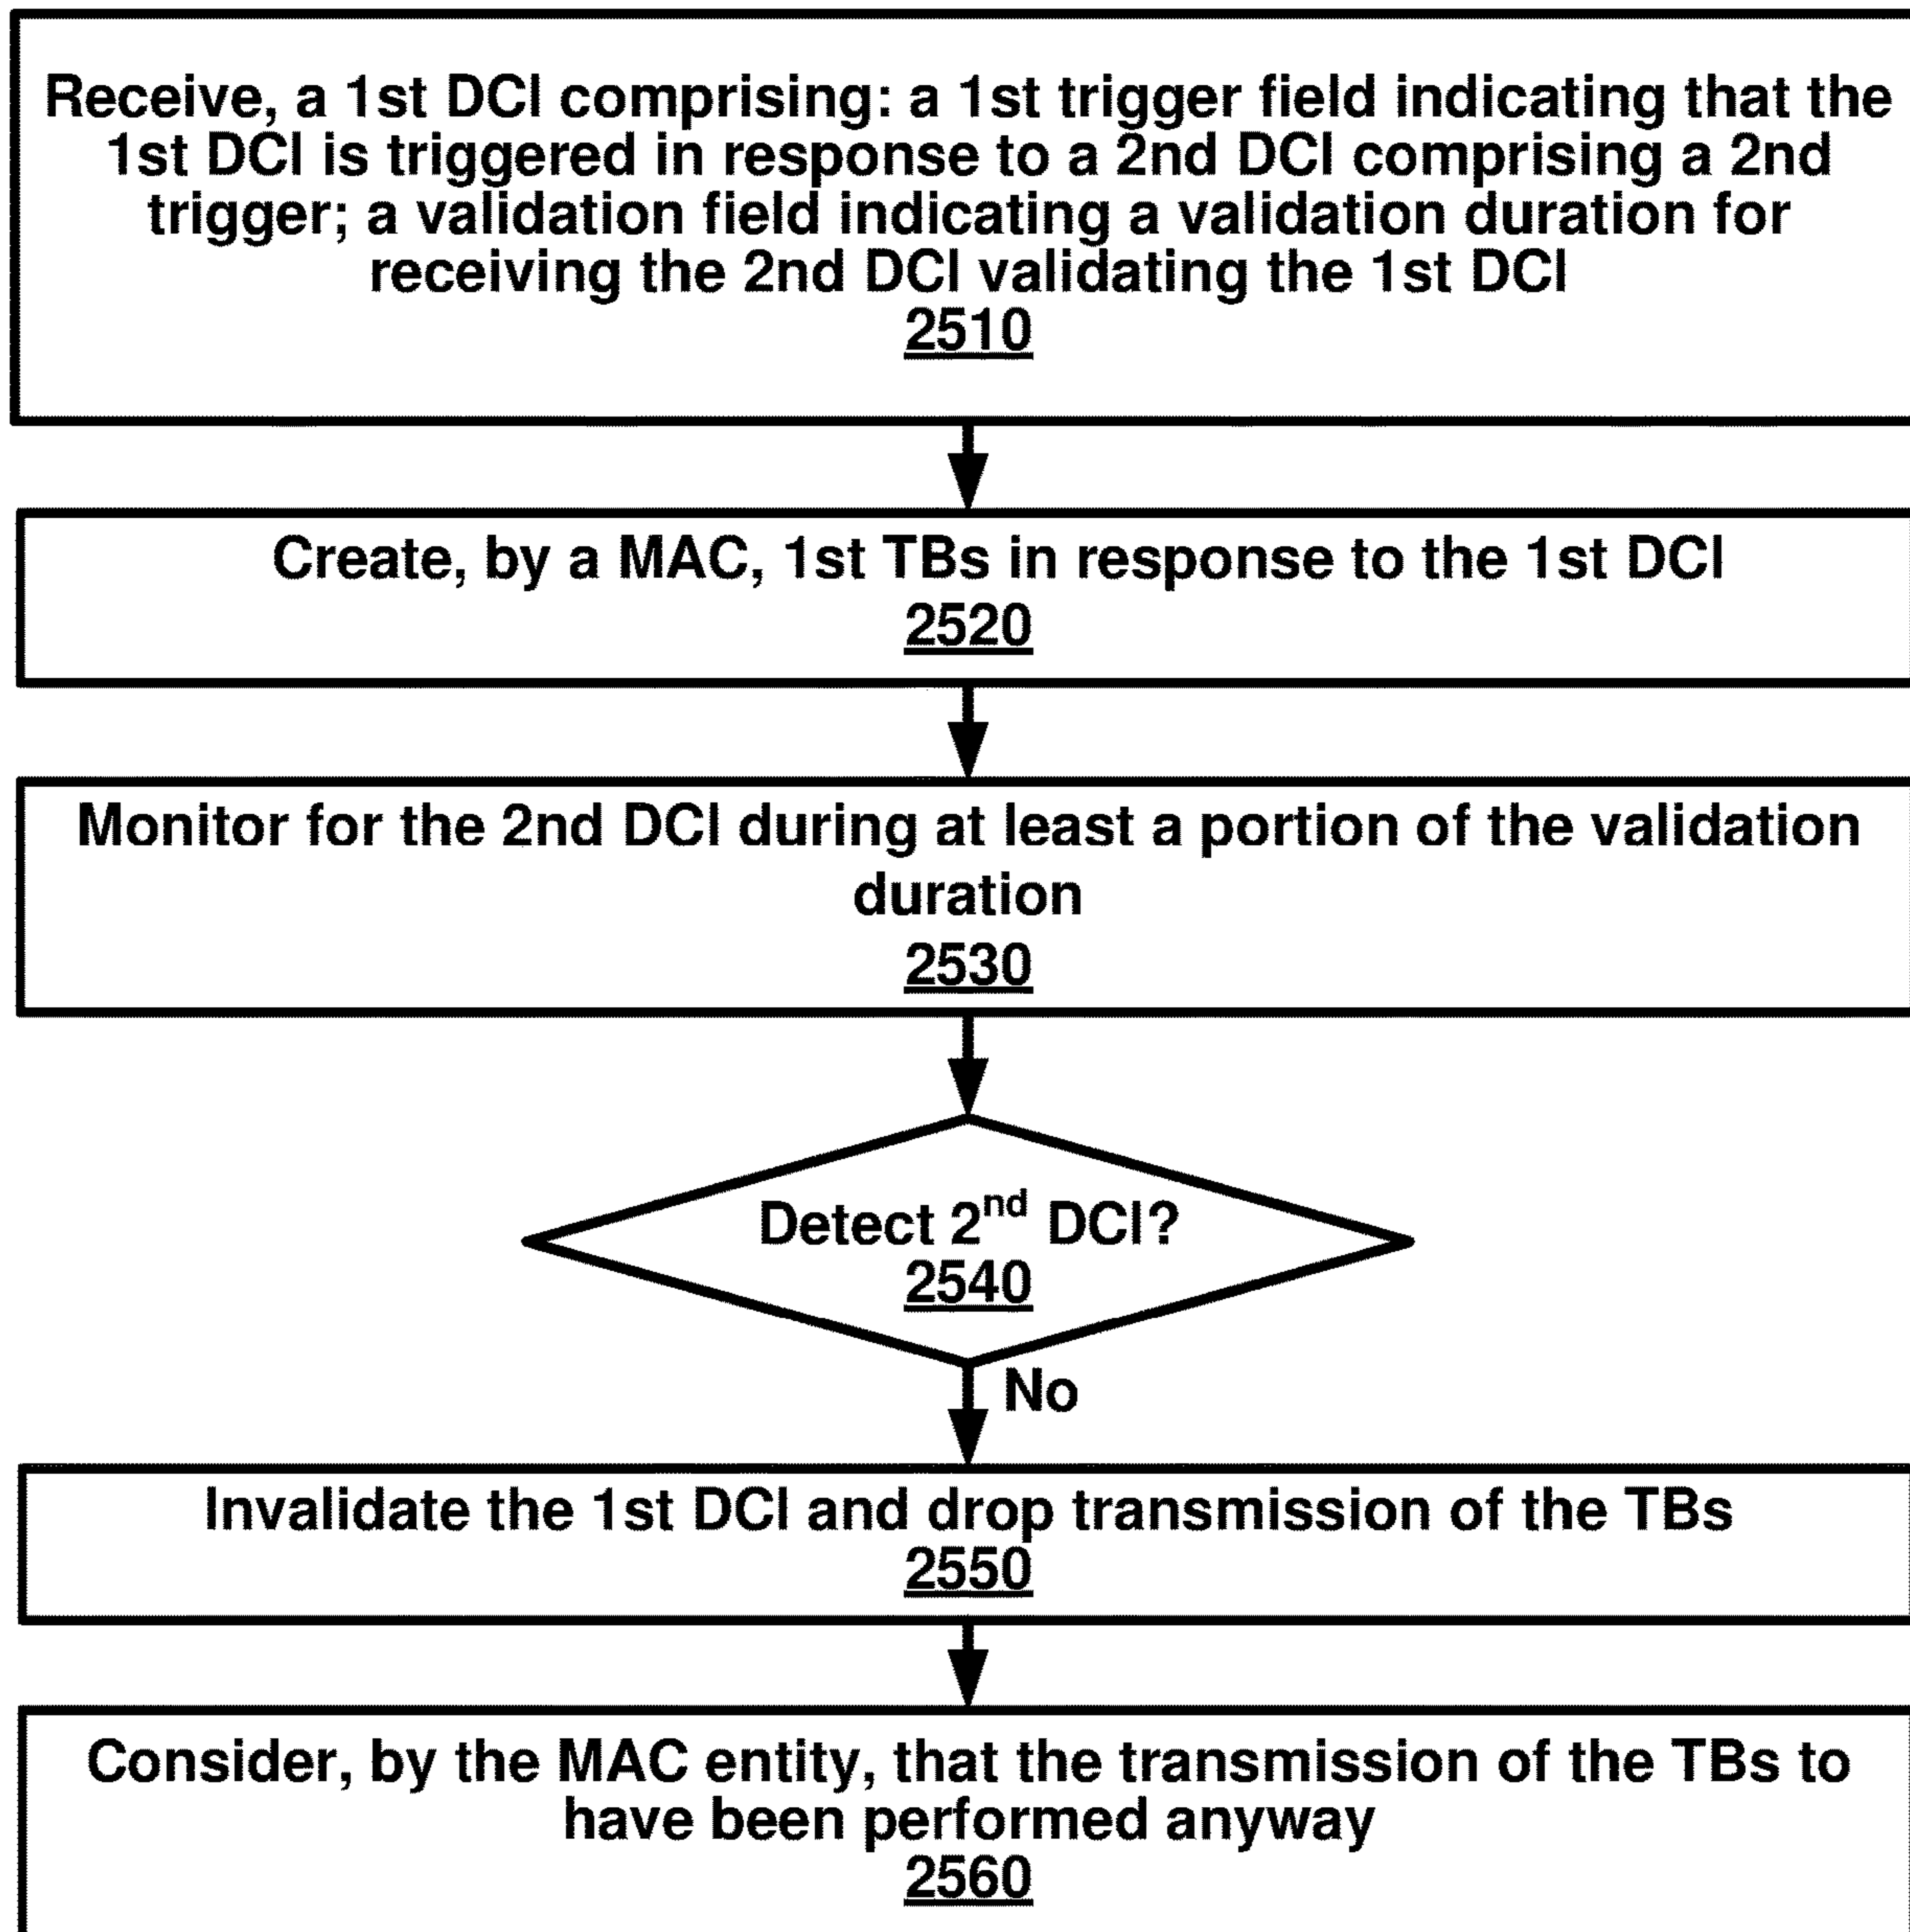 Receive, a 1st DCI comprising: a 1st trigger field indicating that the
1st DCI is triggered in response to a 2nd DCI comprising a 2nd
trigger; a validation field indicating a validation duration for
receiving the 2nd DCI validating the 1st DCI
2510
Create, by a MAC, 1st TBs in response to the 1st DCI
2520
Monitor for the 2nd DCI during at least a portion of the validation
duration
2530
Detect 2nd DCI?
2540
No
Invalidate the 1st DCI and drop transmission of the TBs
2550
Consider, by the MAC entity, that the transmission of the TBs to
have been performed anyway
2560